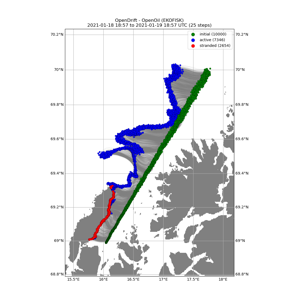 OpenDrift - OpenOil (EKOFISK)
2021-01-18 18:57 to 2021-01-19 18:57 UTC (25 steps)
initial (10000)
active (7346)
stranded (2654)
70.2°N 70.2°N
70°N 70°N
69.8°N 69.8°N
69.6°N 69.6°N
69.4°N 69.4°N
69.2°N 69.2°N
69°N 69°N
68.8°N 68.8°N
15.5°E 16°E 16.5°E 17°E 17.5°E 18°E